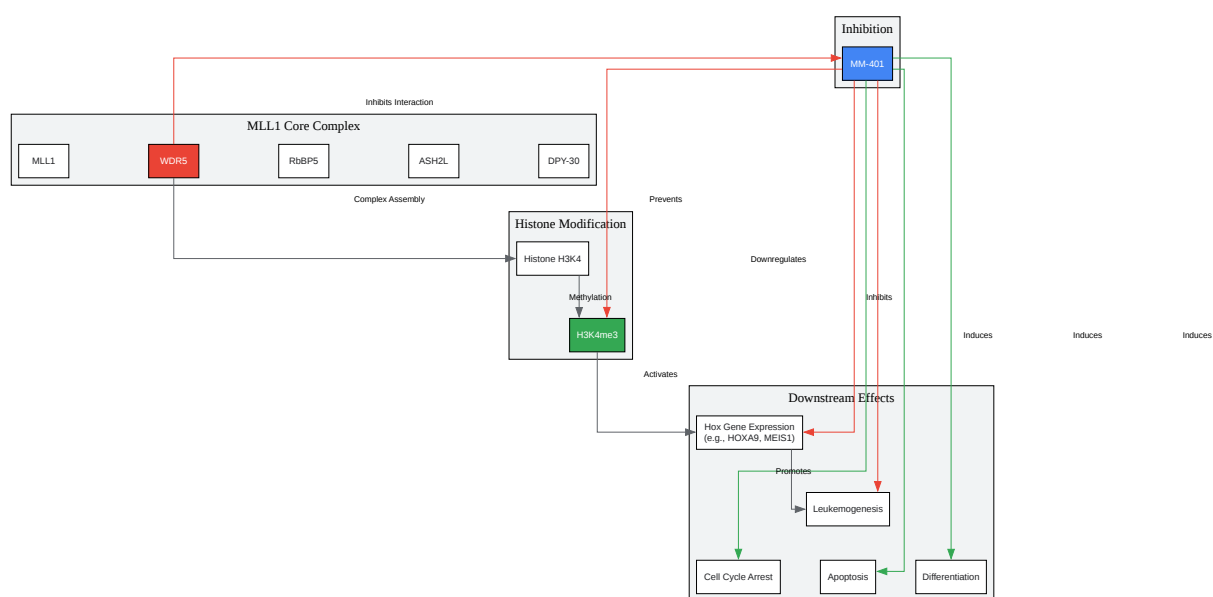 Inhibition
MM-401
Inhibits Interaction
MLL1 Core Complex
MLL1
WDR5
RbBP5
ASH2L
DPY-30
Complex Assembly
Prevents
Histone Modification
Histone H3K4
Downregulates
Methylation
Inhibits
H3K4me3
Induces
Induces
Induces
Activates
Downstream Effects
Hox Gene Expression
(e.g., HOXA9, MEIS1)
Promotes
Leukemogenesis
Cell Cycle Arrest
Apoptosis
Differentiation